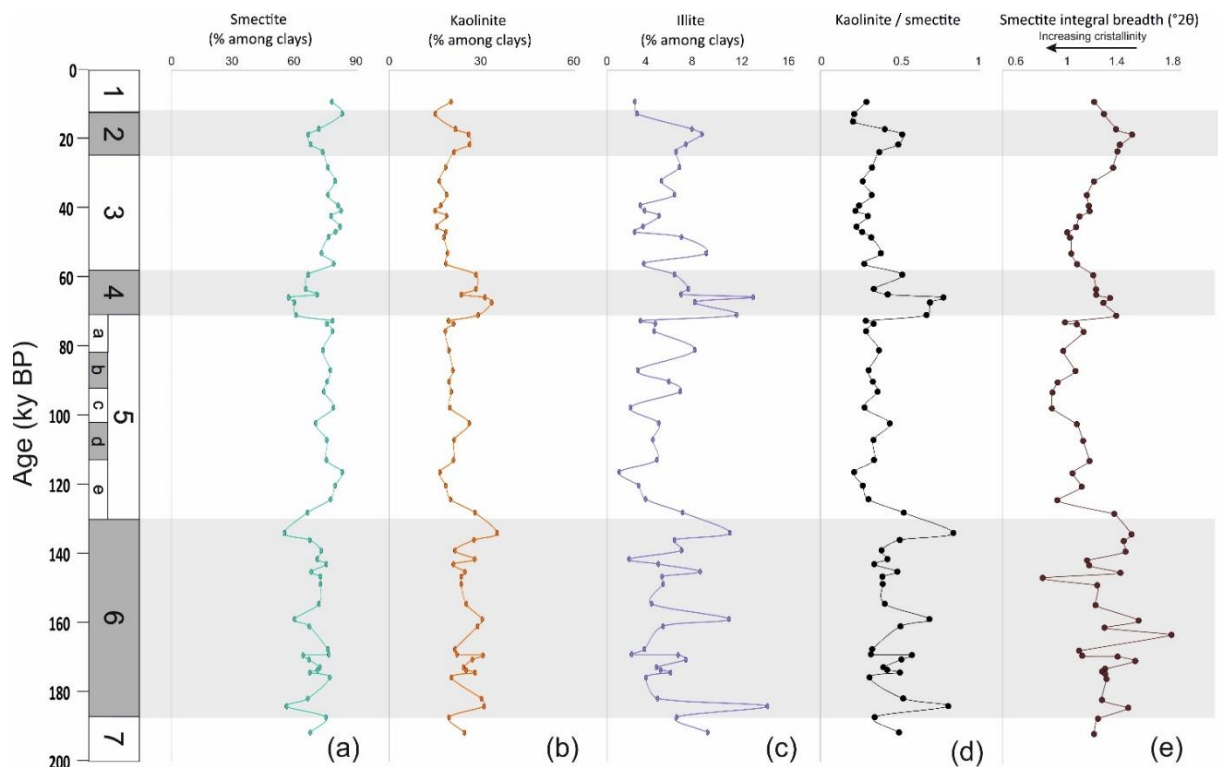 Smectite
(% among clays)
Kaolinite
(% among clays)
Illite
(% among clays)
Kaolinite / smectite
Smectite integral breadth (°2θ)
Increasing cristallinity
0 30 60 90
0 30 60
0 4 8 12 16
0 0.5 1
0.6 1 1.4 1.8
Age (ky BP)
0
20
40
60
80
100
120
140
160
180
200
1
2
3
4
5
a
b
c
d
e
6
7
(a)
(b)
(c)
(d)
(e)